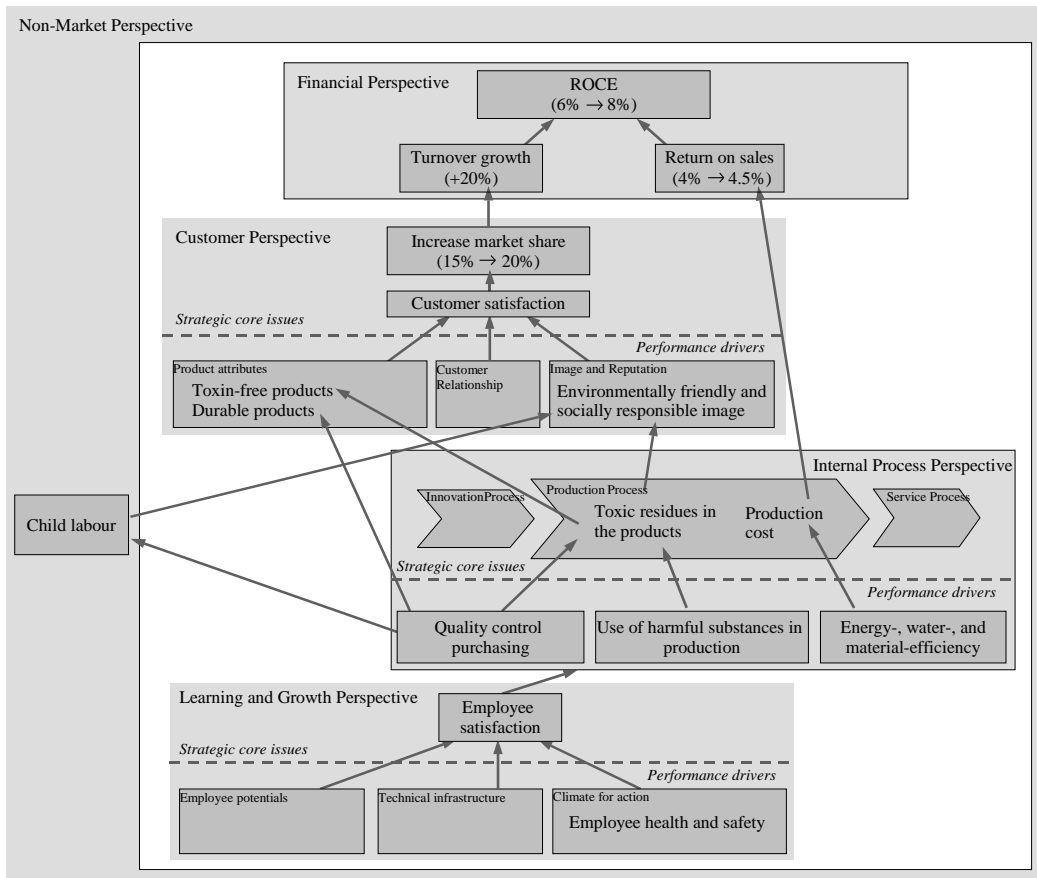 Non-Market Perspective
Financial Perspective
ROCE
(6% → 8%)
Turnover growth
(+20%)
Return on sales
(4% → 4.5%)
Customer Perspective
Increase market share
(15% → 20%)
Customer satisfaction
Strategic core issues
Performance drivers
Product attributes
Toxin-free products
Durable products
Customer
Relationship
Image and Reputation
Environmentally friendly and
socially responsible image
Internal Process Perspective
Child labour
InnovationProcess
Production Process
Toxic residues in
the products
Production
cost
Service Process
Strategic core issues
Performance drivers
Quality control
purchasing
Use of harmful substances in
production
Energy-, water-, and
material-efficiency
Learning and Growth Perspective
Employee
satisfaction
Strategic core issues
Performance drivers
Employee potentials
Technical infrastructure
Climate for action
Employee health and safety